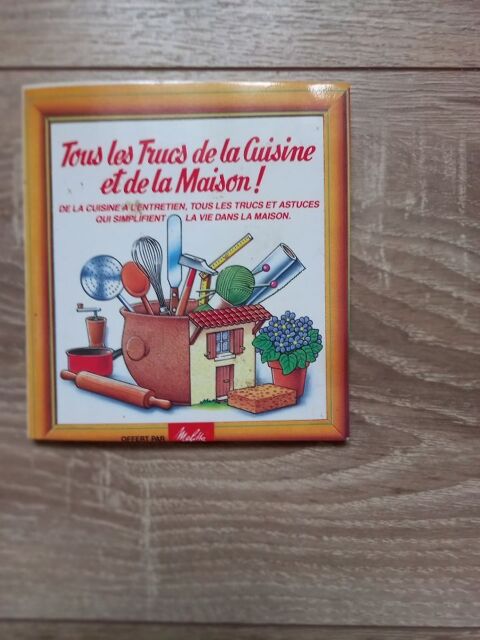 Tous les Trucs de la Cuisine
et de la Maison !
DE LA CUISINE A L'ENTRETIEN, TOUS LES TRUCS ET ASTUCES
QUI SIMPLIFIENT LA VIE DANS LA MAISON.
OFFERT PAR Melitta